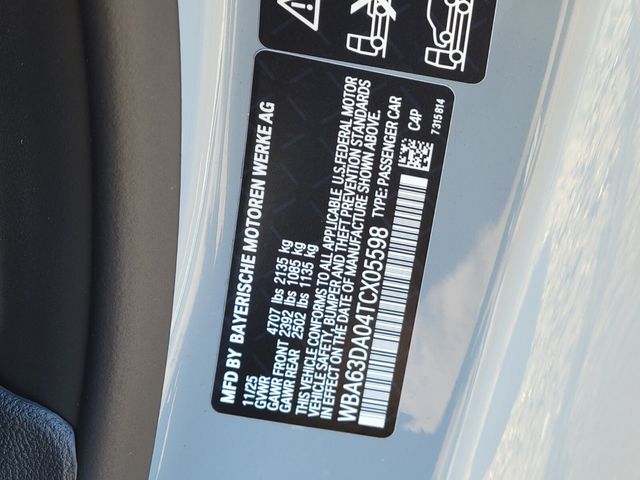 MFD BY BAYERISCHE MOTOREN WERKE AG
11/25
GVWR 4707 lbs 2135 kg
GAWR FRONT 2392 lbs 1085 kg
GAWR REAR 2502 lbs 1135 kg
THIS VEHICLE CONFORMS TO ALL APPLICABLE U.S.FEDERAL MOTOR
VEHICLE SAFETY, BUMPER AND THEFT PREVENTION STANDARDS
IN EFFECT ON THE DATE OF MANUFACTURE SHOWN ABOVE.
WBA63DA04TCX05598 TYPE: PASSENGER CAR
C4P
7315814